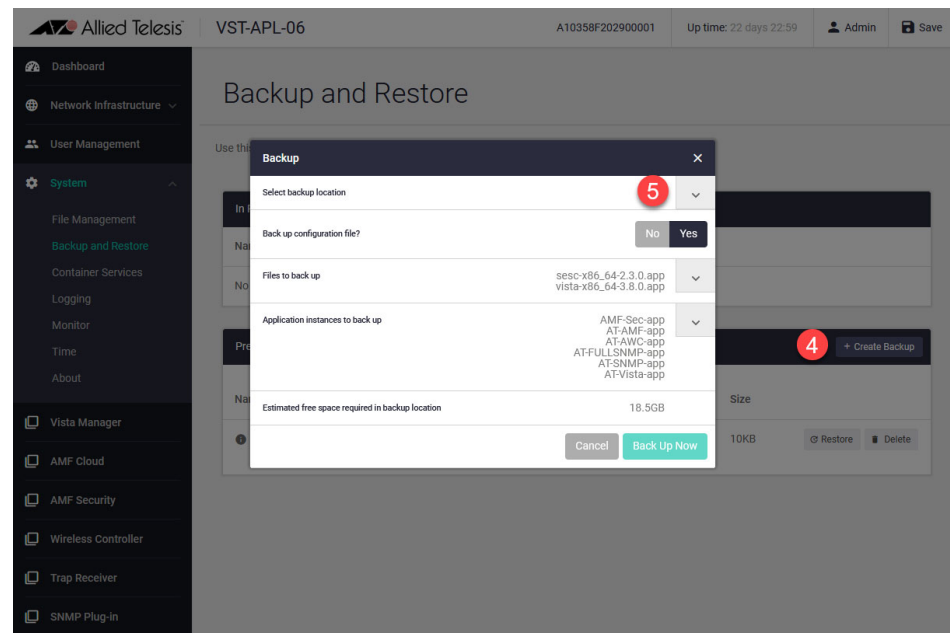 Allied Telesis
VST-APL-06
A10358F202900001
Up time: 22 days 22:59
Admin
Save
Dashboard
Network Infrastructure
User Management
System
File Management
Backup and Restore
Container Services
Logging
Monitor
Time
About
Vista Manager
AMF Cloud
AMF Security
Wireless Controller
Trap Receiver
SNMP Plug-in
Backup and Restore
Use this
Backup
Select backup location
5
Back up configuration file?
No
Yes
Files to back up
sesc-x86_64-2.3.0.app
vista-x86_64-3.8.0.app
Application instances to back up
AMF-Sec-app
AT-AMF-app
AT-AWC-app
AT-FULLSNMP-app
AT-SNMP-app
AT-Vista-app
Estimated free space required in backup location
18.5GB
Cancel
Back Up Now
No
4
+ Create Backup
Size
10KB
Restore
Delete